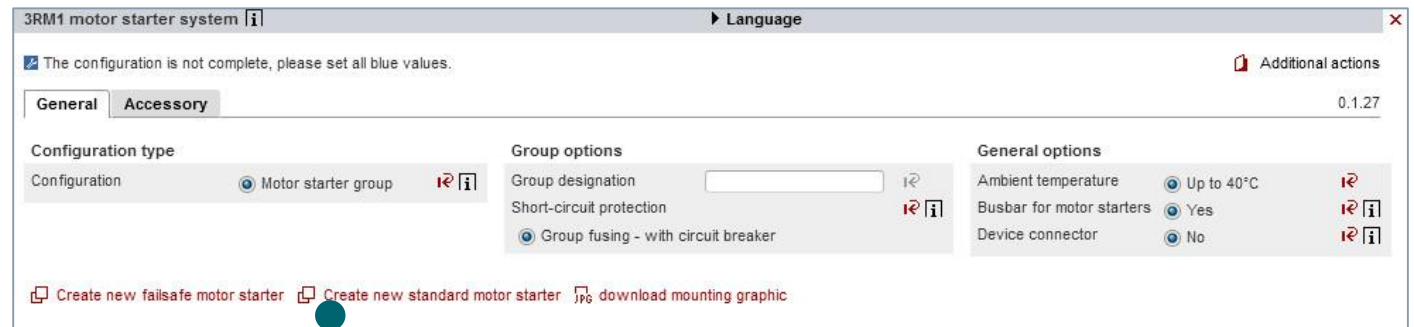 3RM1 motor starter system i Language
The configuration is not complete, please set all blue values. Additional actions
General Accessory 0.1.27
Configuration type Group options General options
Configuration Motor starter group i Group designation Ambient temperature Up to 40°C
Short-circuit protection i Busbar for motor starters Yes i
Group fusing - with circuit breaker Device connector No i
Create new failsafe motor starter Create new standard motor starter JPG download mounting graphic